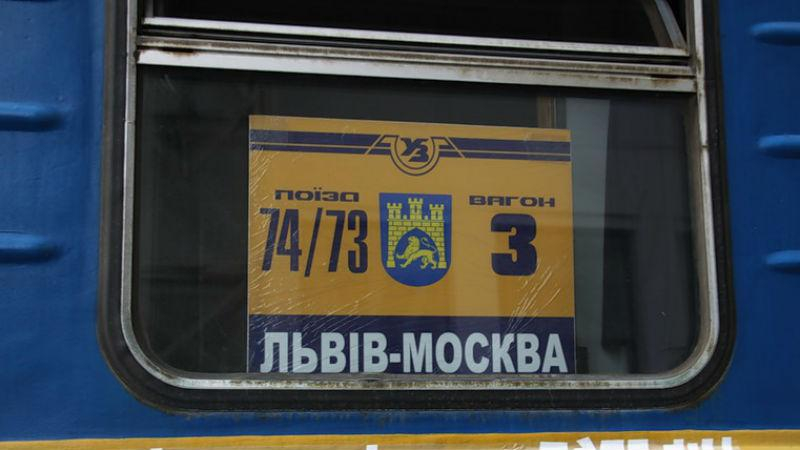 УЗ
поїзд вагон
74/73 3
ЛЬВІВ-МОСКВА